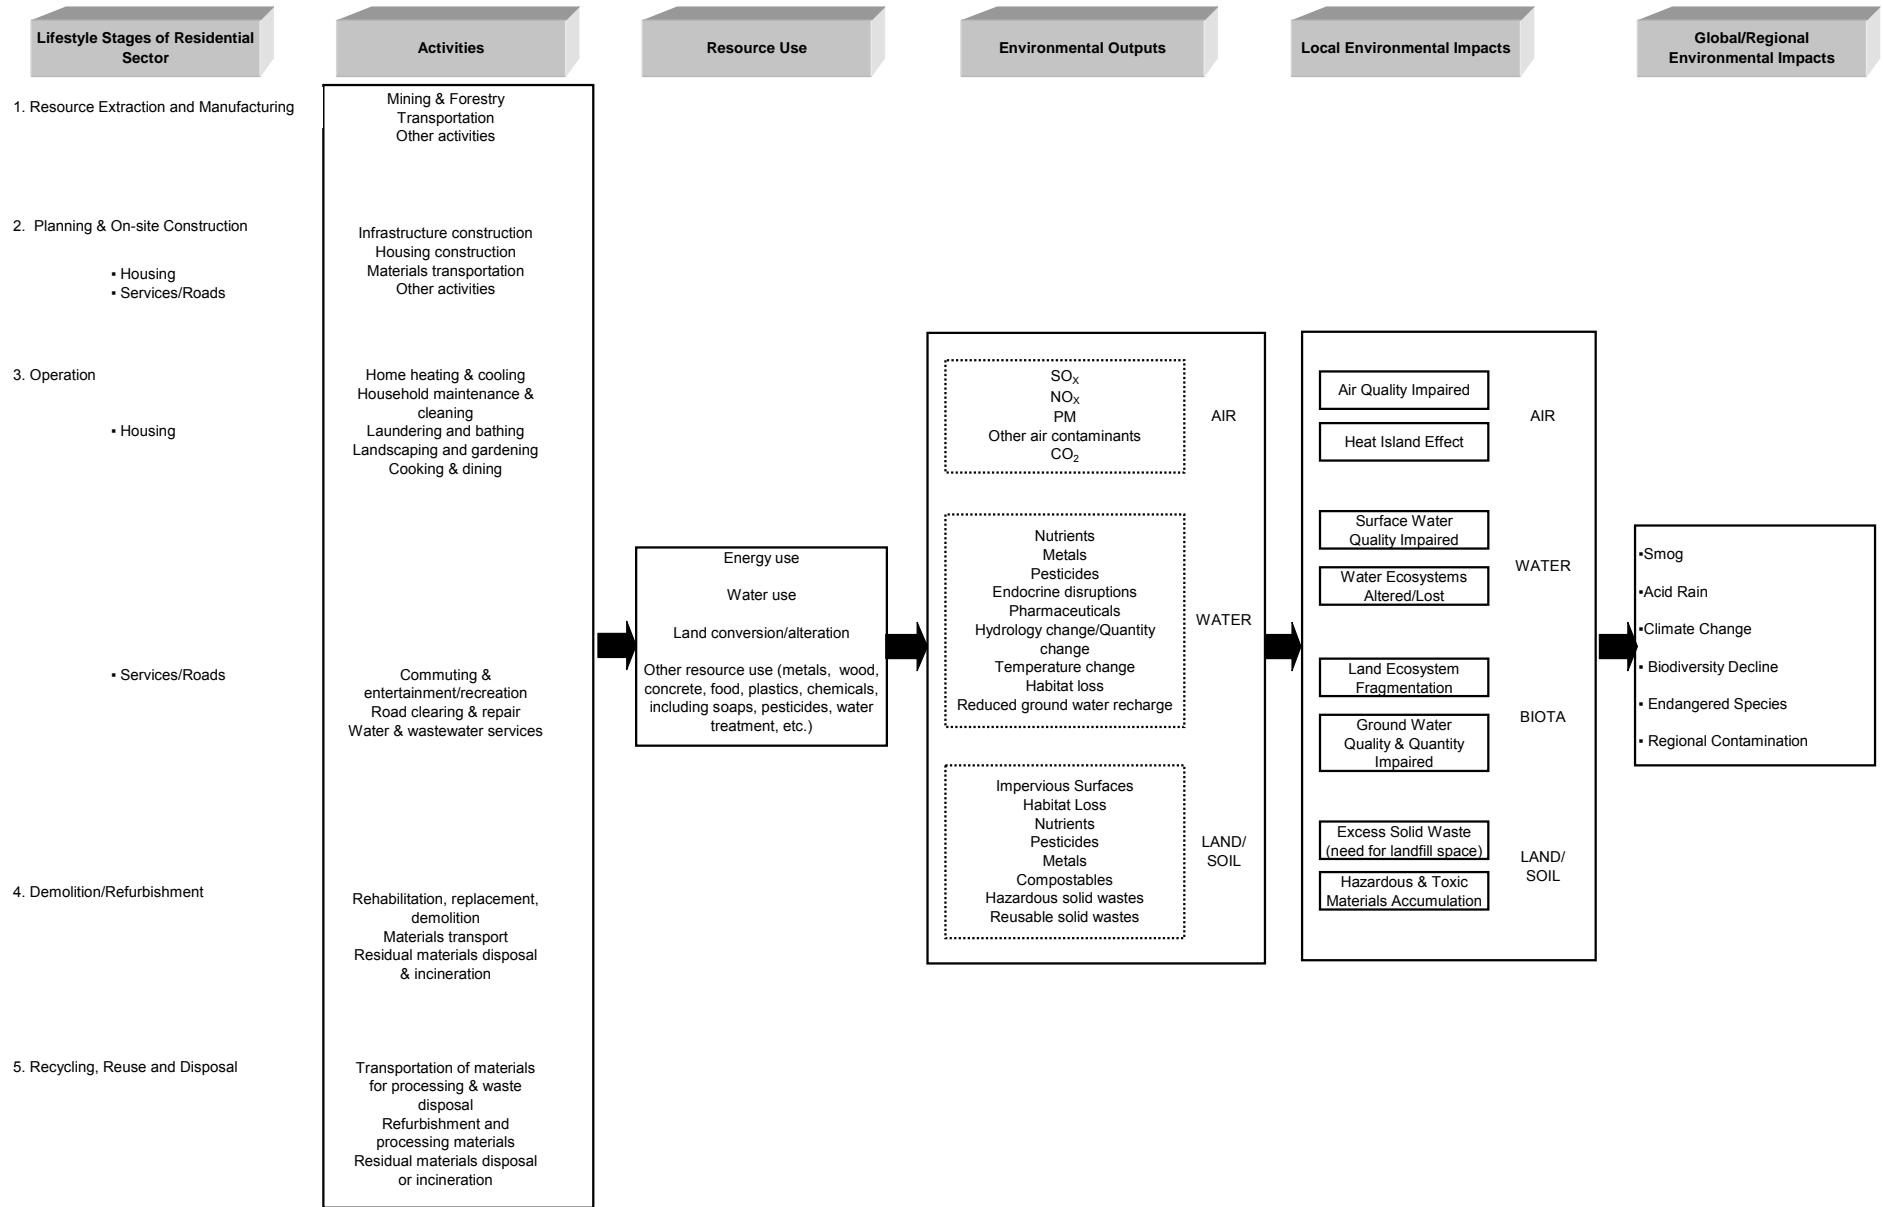 Lifestyle Stages of Residential
Sector
Activities
Resource Use
Environmental Outputs
Local Environmental Impacts
Global/Regional
Environmental Impacts
1. Resource Extraction and Manufacturing
Mining & Forestry
Transportation
Other activities
2. Planning & On-site Construction
▪ Housing
▪ Services/Roads
Infrastructure construction
Housing construction
Materials transportation
Other activities
3. Operation
▪ Housing
Home heating & cooling
Household maintenance &
cleaning
Laundering and bathing
Landscaping and gardening
Cooking & dining
▪ Services/Roads
Commuting &
entertainment/recreation
Road clearing & repair
Water & wastewater services
4. Demolition/Refurbishment
Rehabilitation, replacement,
demolition
Materials transport
Residual materials disposal
& incineration
5. Recycling, Reuse and Disposal
Transportation of materials
for processing & waste
disposal
Refurbishment and
processing materials
Residual materials disposal
or incineration
Energy use
Water use
Land conversion/alteration
Other resource use (metals, wood,
concrete, food, plastics, chemicals,
including soaps, pesticides, water
treatment, etc.)
SOX
NOX
PM
Other air contaminants
CO2
AIR
Nutrients
Metals
Pesticides
Endocrine disruptions
Pharmaceuticals
Hydrology change/Quantity
change
Temperature change
Habitat loss
Reduced ground water recharge
WATER
Impervious Surfaces
Habitat Loss
Nutrients
Pesticides
Metals
Compostables
Hazardous solid wastes
Reusable solid wastes
LAND/
SOIL
Air Quality Impaired
Heat Island Effect
AIR
Surface Water
Quality Impaired
Water Ecosystems
Altered/Lost
WATER
Land Ecosystem
Fragmentation
Ground Water
Quality & Quantity
Impaired
BIOTA
Excess Solid Waste
(need for landfill space)
Hazardous & Toxic
Materials Accumulation
LAND/
SOIL
▪Smog
▪Acid Rain
▪Climate Change
▪ Biodiversity Decline
▪ Endangered Species
▪ Regional Contamination